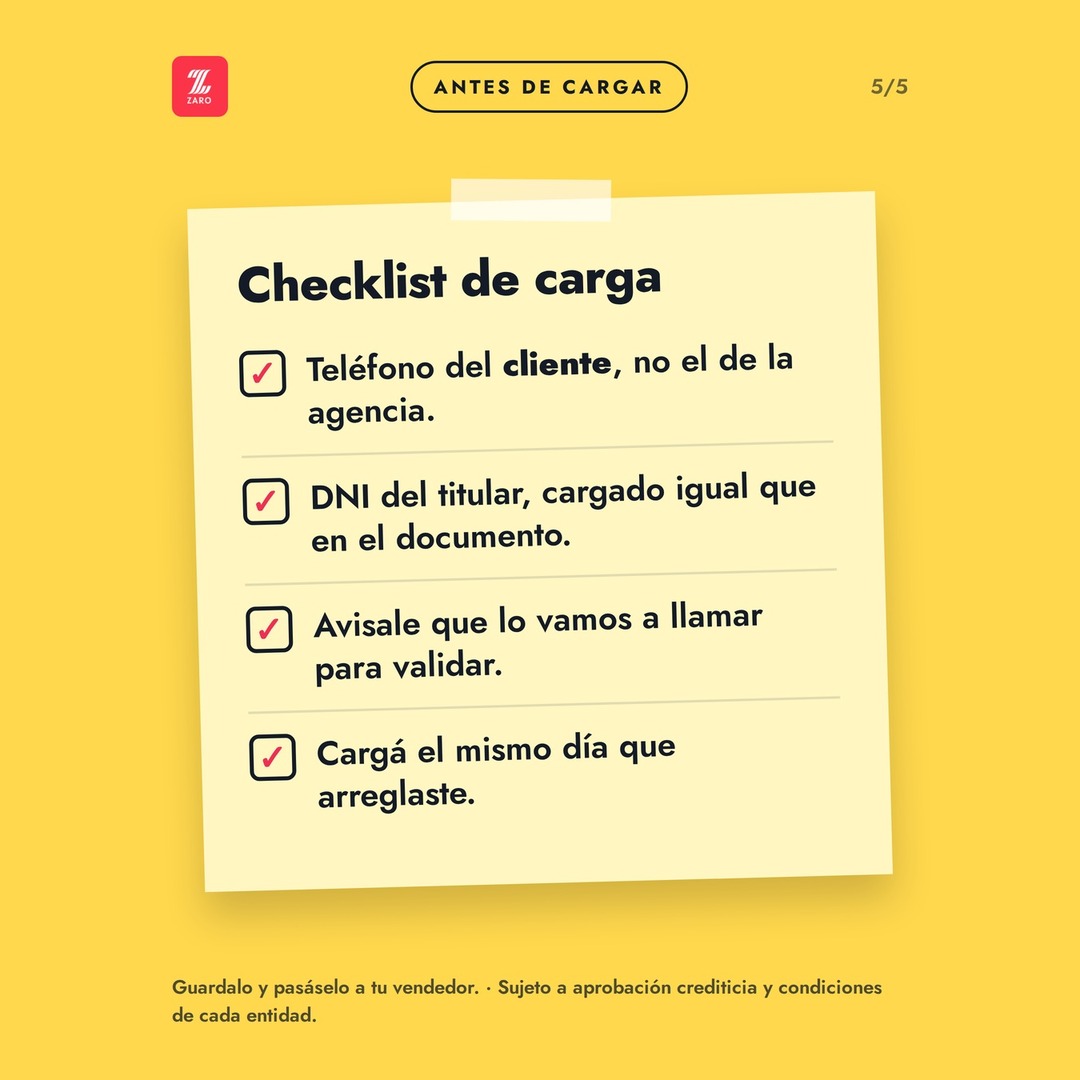 ZARO
ANTES DE CARGAR
5/5
Checklist de carga
✓ Teléfono del cliente, no el de la
agencia.
✓ DNI del titular, cargado igual que
en el documento.
✓ Avisale que lo vamos a llamar
para validar.
✓ Cargá el mismo día que
arreglaste.
Guardalo y pasáselo a tu vendedor. · Sujeto a aprobación crediticia y condiciones
de cada entidad.